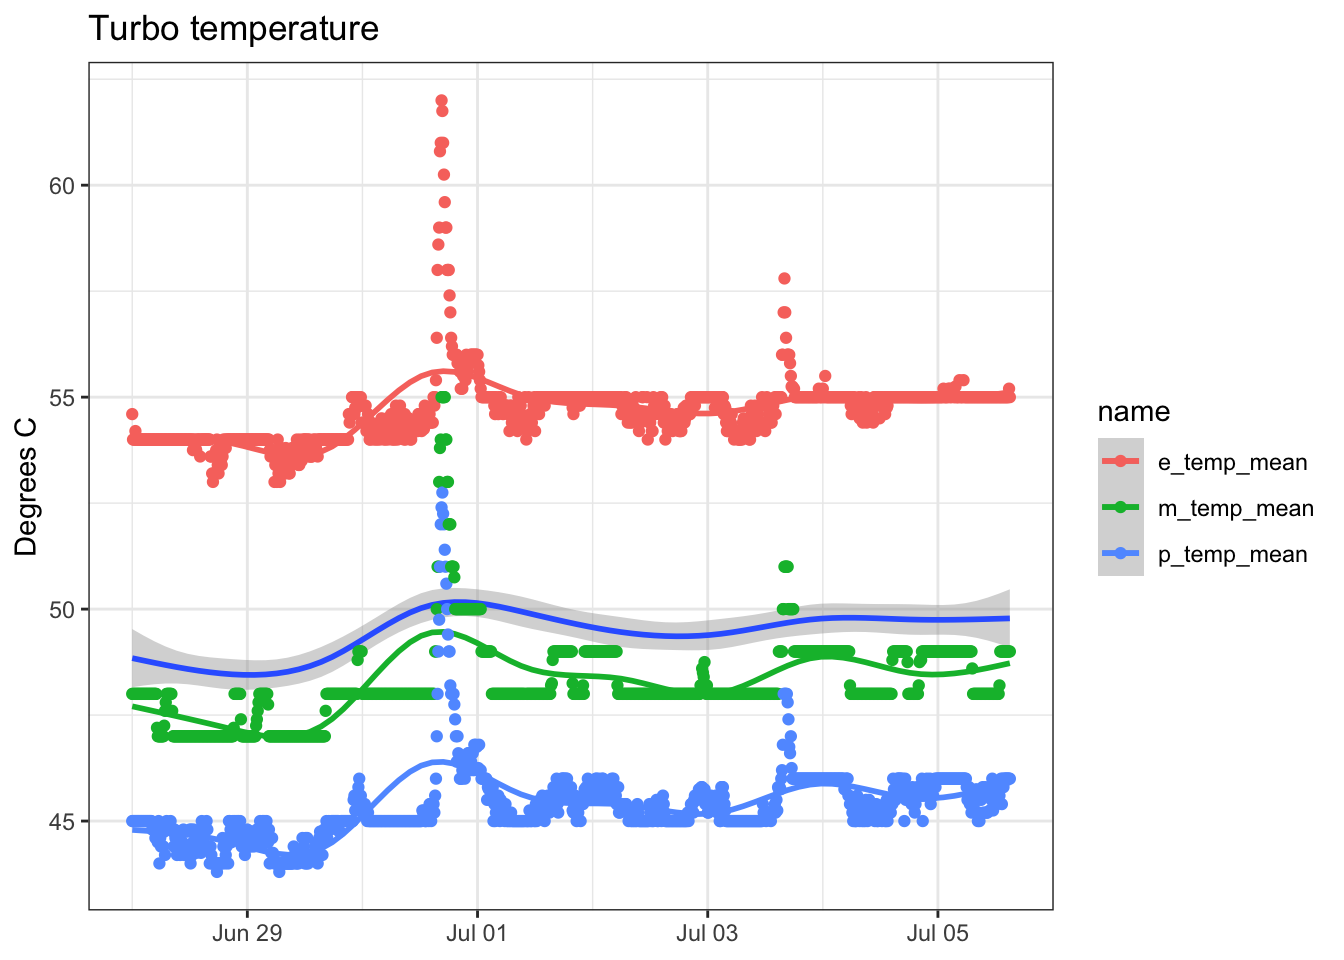 Turbo temperature
Degrees C
60
55
50
45
Jun 29
Jul 01
Jul 03
Jul 05
name
e_temp_mean
m_temp_mean
p_temp_mean